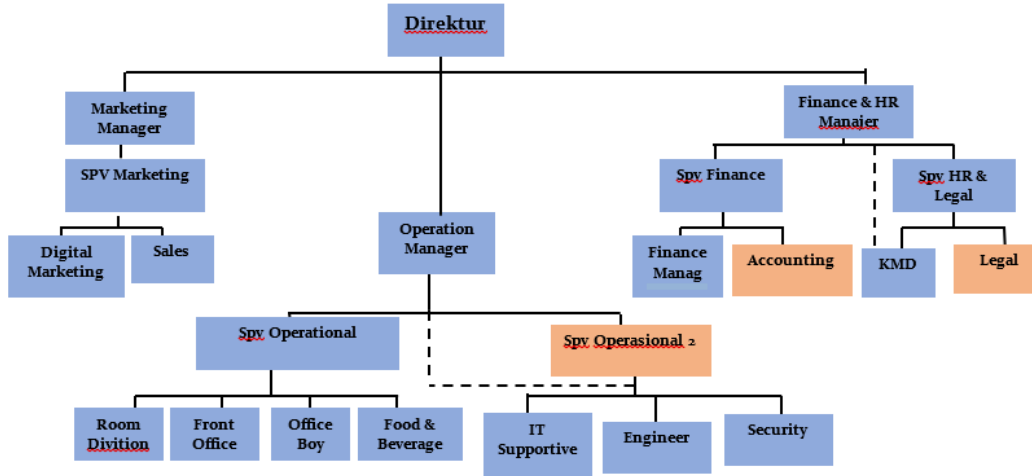 Direktur
Marketing
Manager
Finance & HR
Manajer
SPV Marketing
Spv Finance
Spv HR &
Legal
Operation
Manager
Digital
Marketing
Sales
Finance
Manag
Accounting
KMD
Legal
Spv Operational
Spv Operasional 2
Room
Divition
Front
Office
Office
Boy
Food &
Beverage
IT
Supportive
Engineer
Security